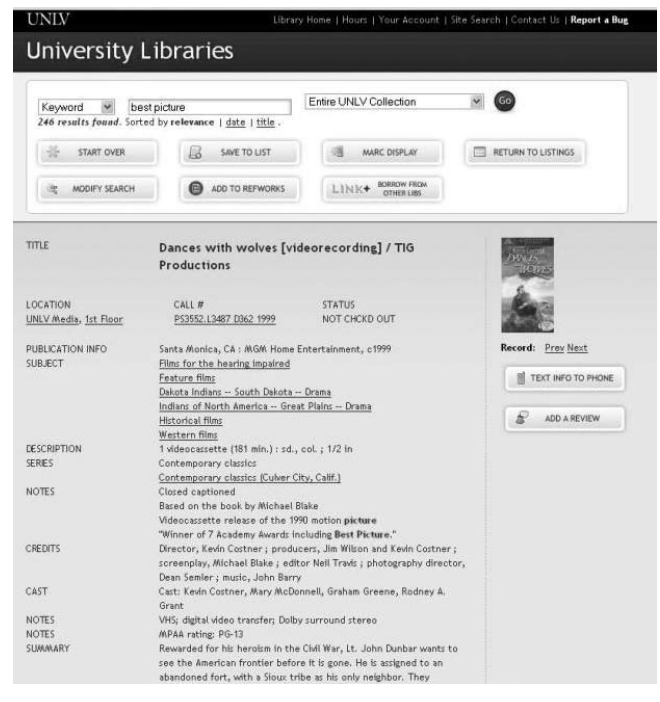 UNLV
Library Home | Hours | Your Account | Site Search | Contact Us | Report a Bug
University Libraries
Keyword best picture Entire UNLV Collection Go
246 results found. Sorted by relevance | date | title .
START OVER SAVE TO LIST MARC DISPLAY RETURN TO LISTINGS
MODIFY SEARCH ADD TO REFWORKS LINK+ BORROW FROM OTHER LIBS
TITLE Dances with wolves [videorecording] / TIG
Productions
LOCATION CALL # STATUS
UNLV Media, 1st Floor PS3552.L3487 D362 1999 NOT CHCKD OUT
Record: Prev Next
TEXT INFO TO PHONE
ADD A REVIEW
PUBLICATION INFO Santa Monica, CA : MGM Home Entertainment, c1999
SUBJECT Films for the hearing impaired
Feature films
Dakota Indians -- South Dakota -- Drama
Indians of North America -- Great Plains -- Drama
Historical films
Western films
DESCRIPTION 1 videocassette (181 min.) : sd., col. ; 1/2 in
SERIES Contemporary classics
Contemporary classics (Culver City, Calif.)
NOTES Closed captioned
Based on the book by Michael Blake
Videocassette release of the 1990 motion picture
"Winner of 7 Academy Awards including Best Picture."
CREDITS Director, Kevin Costner ; producers, Jim Wilson and Kevin Costner ;
screenplay, Michael Blake ; editor Neil Travis ; photography director,
Dean Semler ; music, John Barry
CAST Cast: Kevin Costner, Mary McDonnell, Graham Greene, Rodney A.
Grant
NOTES VHS; digital video transfer; Dolby surround stereo
NOTES MPAA rating: PG-13
SUMMARY Rewarded for his heroism in the Civil War, Lt. John Dunbar wants to
see the American frontier before it is gone. He is assigned to an
abandoned fort, with a Sioux tribe as his only neighbor. They